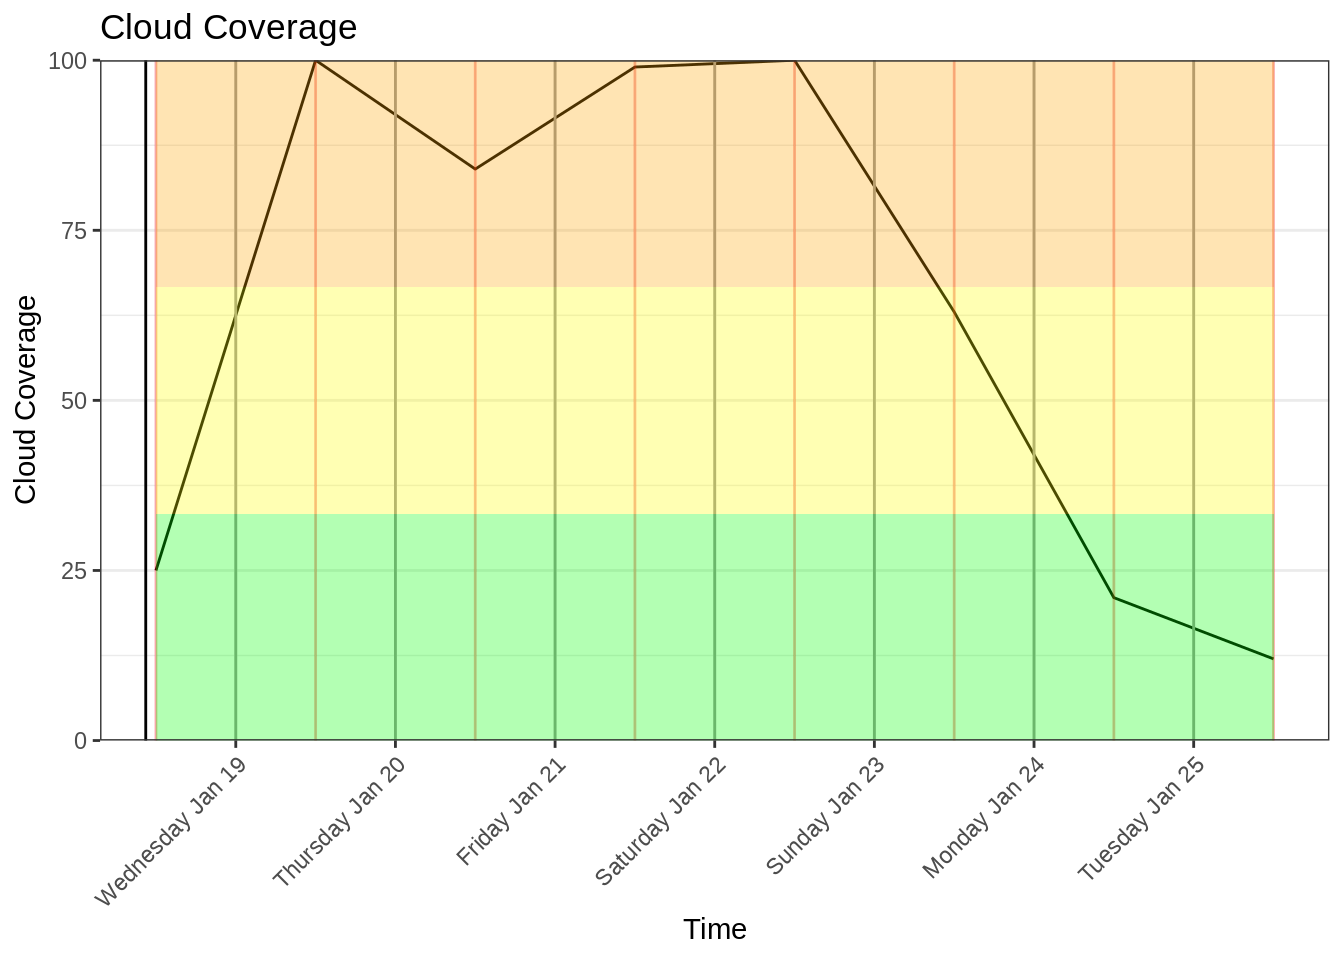 Cloud Coverage
Cloud Coverage
100
75
50
25
0
Wednesday Jan 19
Thursday Jan 20
Friday Jan 21
Saturday Jan 22
Sunday Jan 23
Monday Jan 24
Tuesday Jan 25
Time